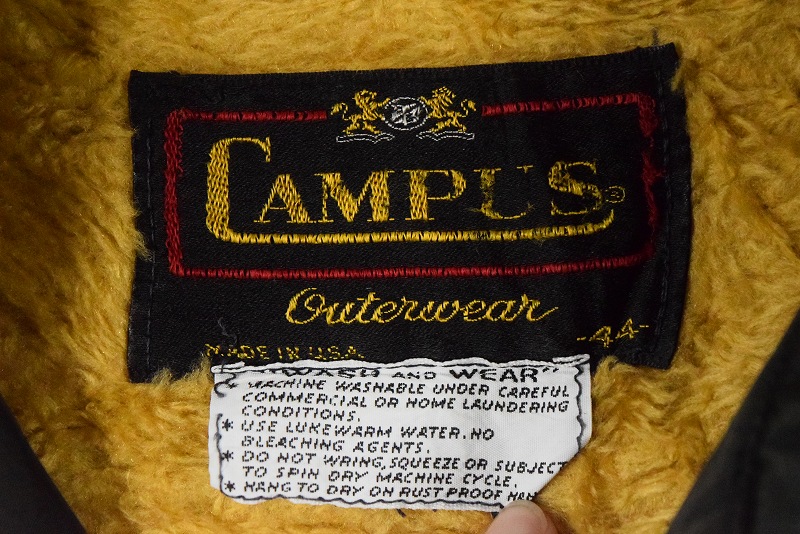 CAMPUS®
Outerwear
-44-
MADE IN U.S.A.
"WASH AND WEAR"
* MACHINE WASHABLE UNDER CAREFUL
COMMERCIAL OR HOME LAUNDERING
CONDITIONS.
* USE LUKEWARM WATER. NO
BLEACHING AGENTS.
* DO NOT WRING, SQUEEZE OR SUBJECT
TO SPIN DRY MACHINE CYCLE.
* HANG TO DRY ON RUST PROOF